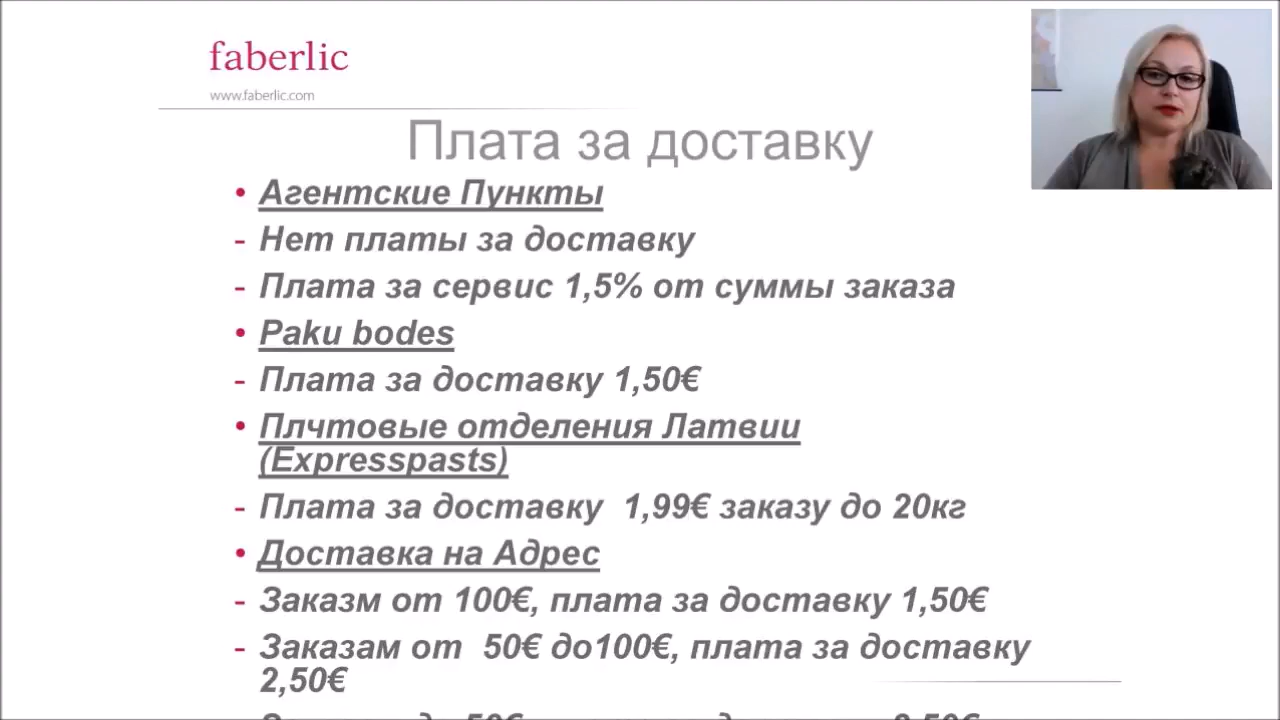 faberlic
www.faberlic.com
Плата за доставку
• Агентские Пункты
- Нет платы за доставку
- Плата за сервис 1,5% от суммы заказа
• Paku bodes
- Плата за доставку 1,50€
• Плчтовые отделения Латвии
(Expresspasts)
- Плата за доставку 1,99€ заказу до 20кг
• Доставка на Адрес
- Заказм от 100€, плата за доставку 1,50€
- Заказам от 50€ до100€, плата за доставку
2,50€